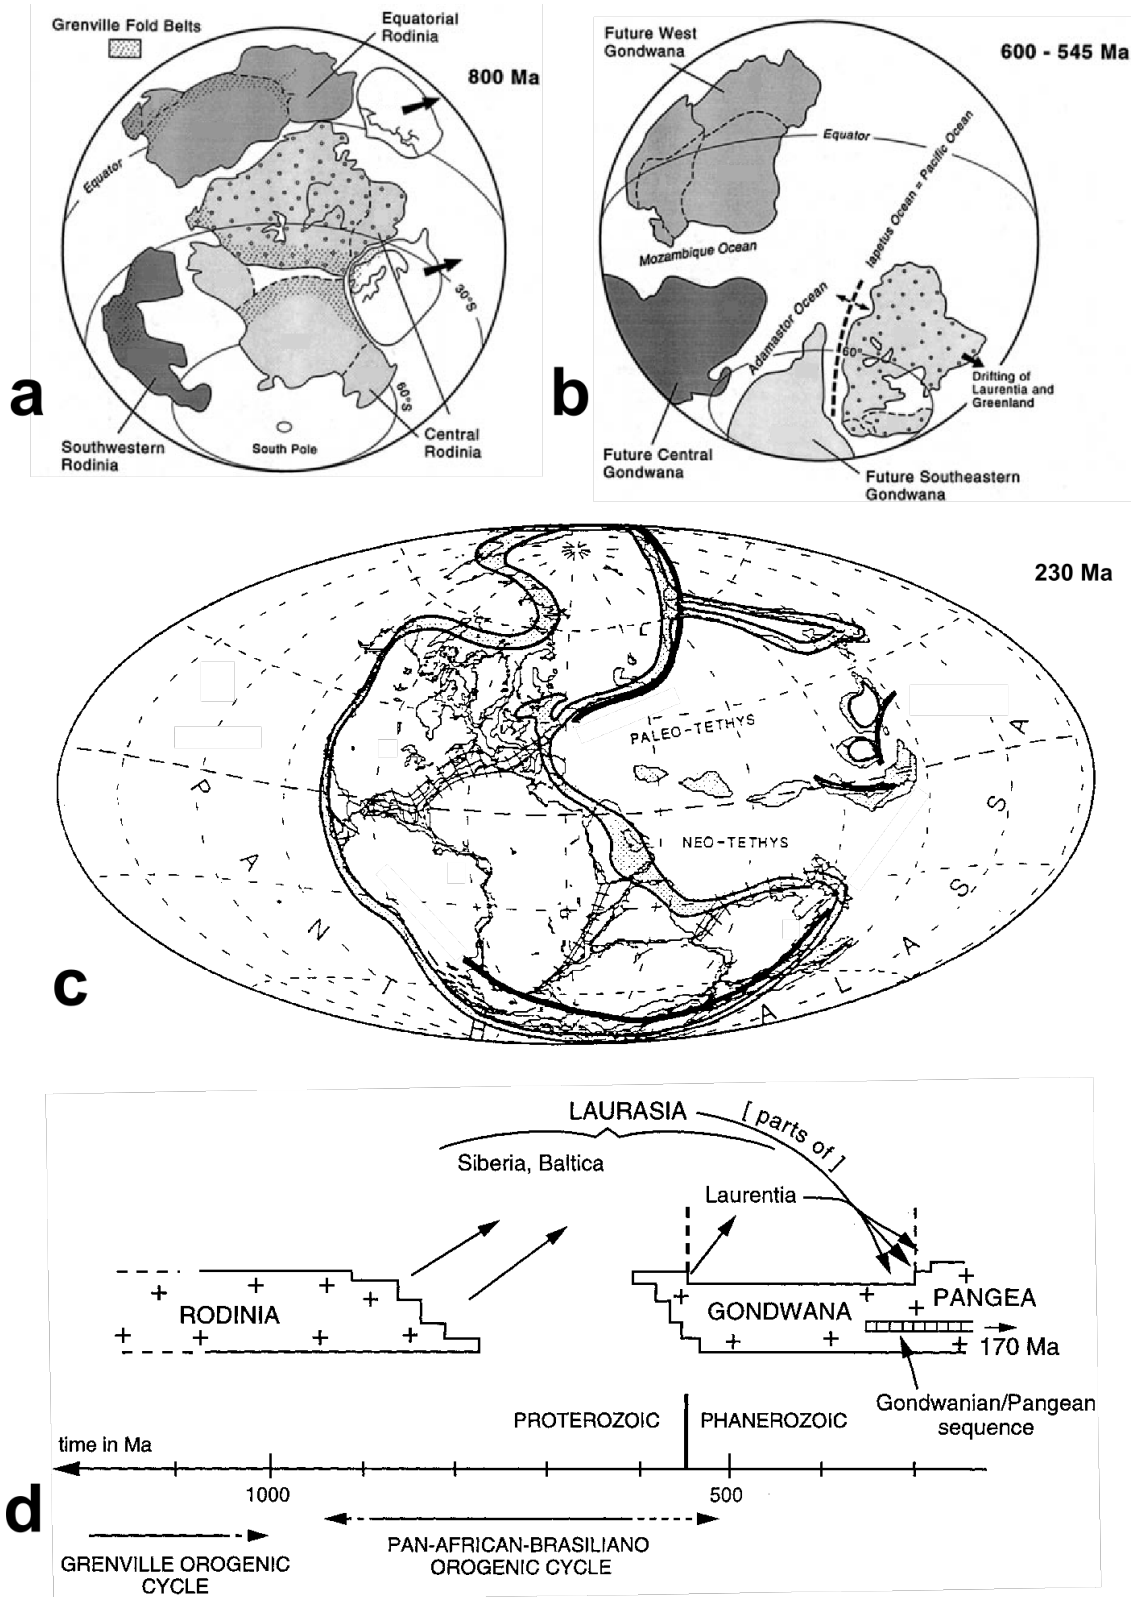 Grenville Fold Belts
Equatorial
Rodinia
800 Ma
Equator
30°S
60°S
South Pole
a
Southwestern
Rodinia
Central
Rodinia
Future West
Gondwana
600 - 545 Ma
Equator
Iapetus Ocean = Pacific Ocean
Mozambique Ocean
Adamastor Ocean
60°
b
Drifting of
Laurentia and
Greenland
Future Central
Gondwana
Future Southeastern
Gondwana
230 Ma
PALEO-TETHYS
NEO-TETHYS
PANTHALASSA
c
LAURASIA
[ parts of ]
Siberia, Baltica
Laurentia
RODINIA
GONDWANA
PANGEA
170 Ma
Gondwanian/Pangean
sequence
PROTEROZOIC
PHANEROZOIC
time in Ma
1000
500
d
GRENVILLE OROGENIC
CYCLE
PAN-AFRICAN-BRASILIANO
OROGENIC CYCLE